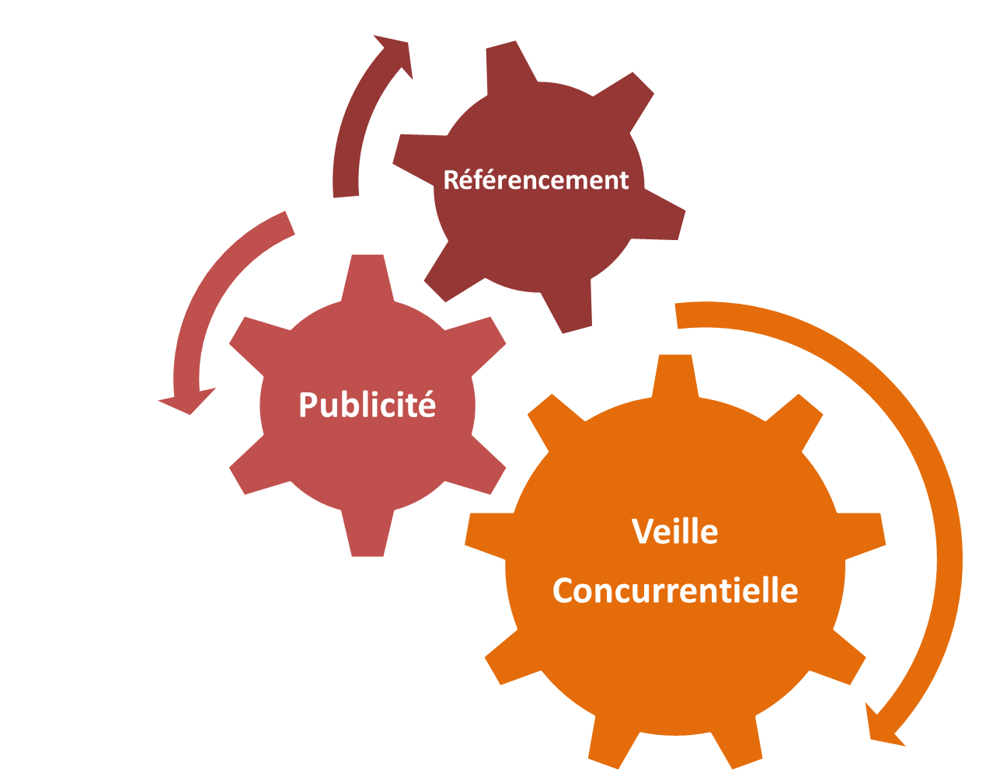 Référencement
Publicité
Veille
Concurrentielle